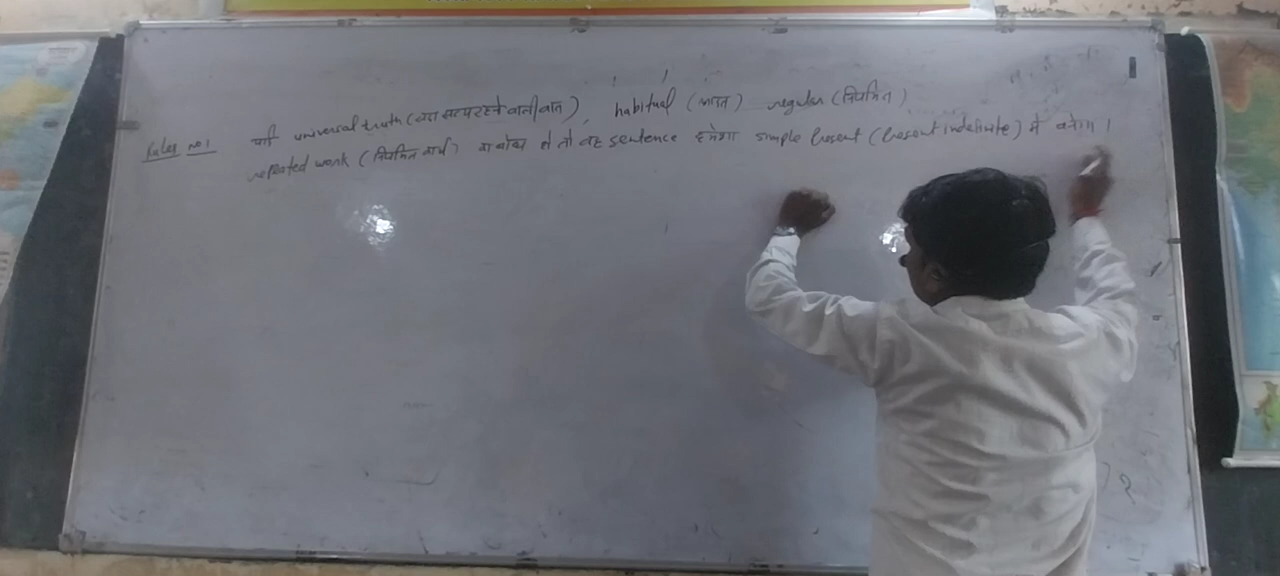 Rules no 1 यदि universal truth (सदा सत्य रहने वाली बात), habitual (आदत) regular (नियमित)
repeated work (नियमित कार्य) का बोध हो तो वह sentence हमेशा simple Present (Present indefinite) में बनेगा।